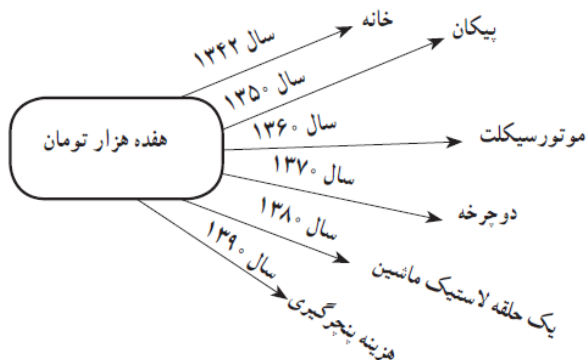 هفده هزار تومان
سال ۱۳۴۲
خانه
سال ۱۳۵۰
پیکان
سال ۱۳۶۰
موتورسیکلت
سال ۱۳۷۰
دوچرخه
سال ۱۳۸۰
یک حلقه لاستیک ماشین
سال ۱۳۹۰
هزینه پنچرگیری